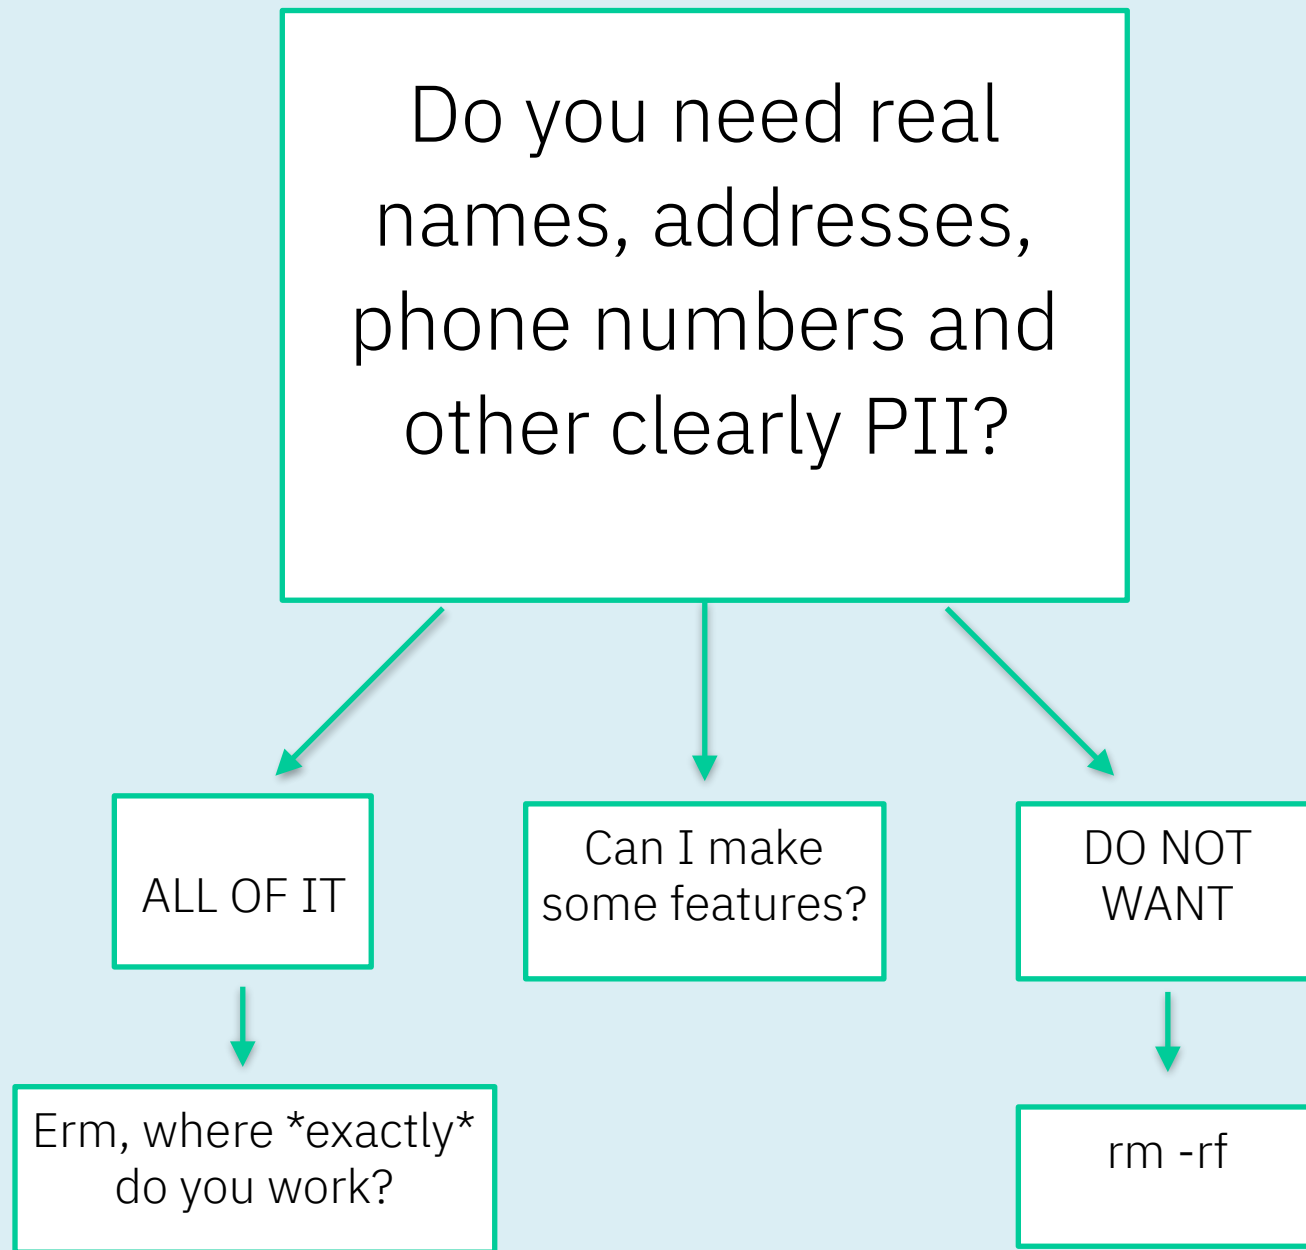 Do you need real
names, addresses,
phone numbers and
other clearly PII?
ALL OF IT
Can I make
some features?
DO NOT
WANT
Erm, where *exactly*
do you work?
rm -rf